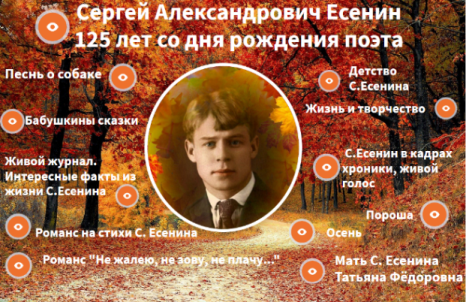 Сергей Александрович Есенин
125 лет со дня рождения поэта
Песнь о собаке
Детство
С.Есенина
Жизнь и творчество
Бабушкины сказки
С.Есенин в кадрах
хроники, живой
голос
Живой журнал.
Интересные факты из
жизни С.Есенина
Пороша
Романс на стихи С. Есенина
Осень
Романс "Не жалею, не зову, не плачу..."
Мать С. Есенина
Татьяна Фёдоровна